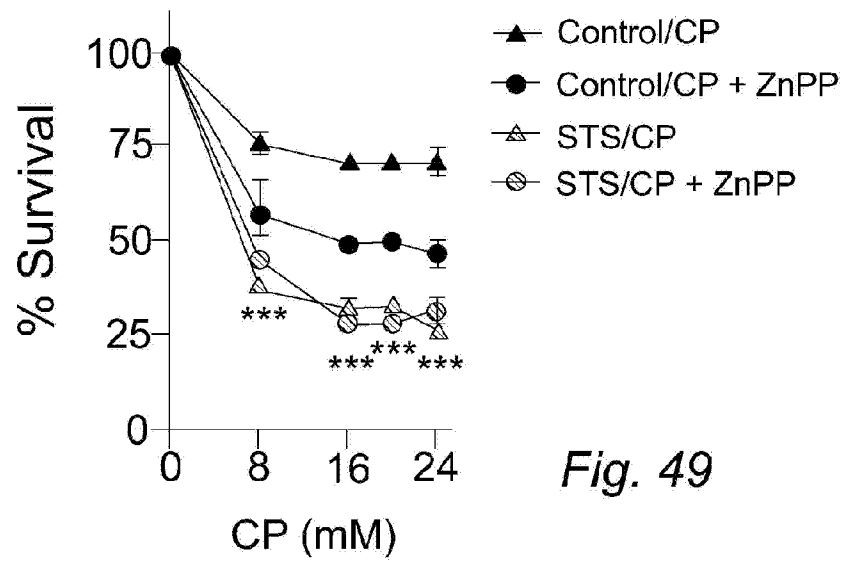 100
75
50
25
0
% Survival
0 8 16 24
CP (mM)
***
***
***
***
Control/CP
Control/CP + ZnPP
STS/CP
STS/CP + ZnPP
Fig. 49